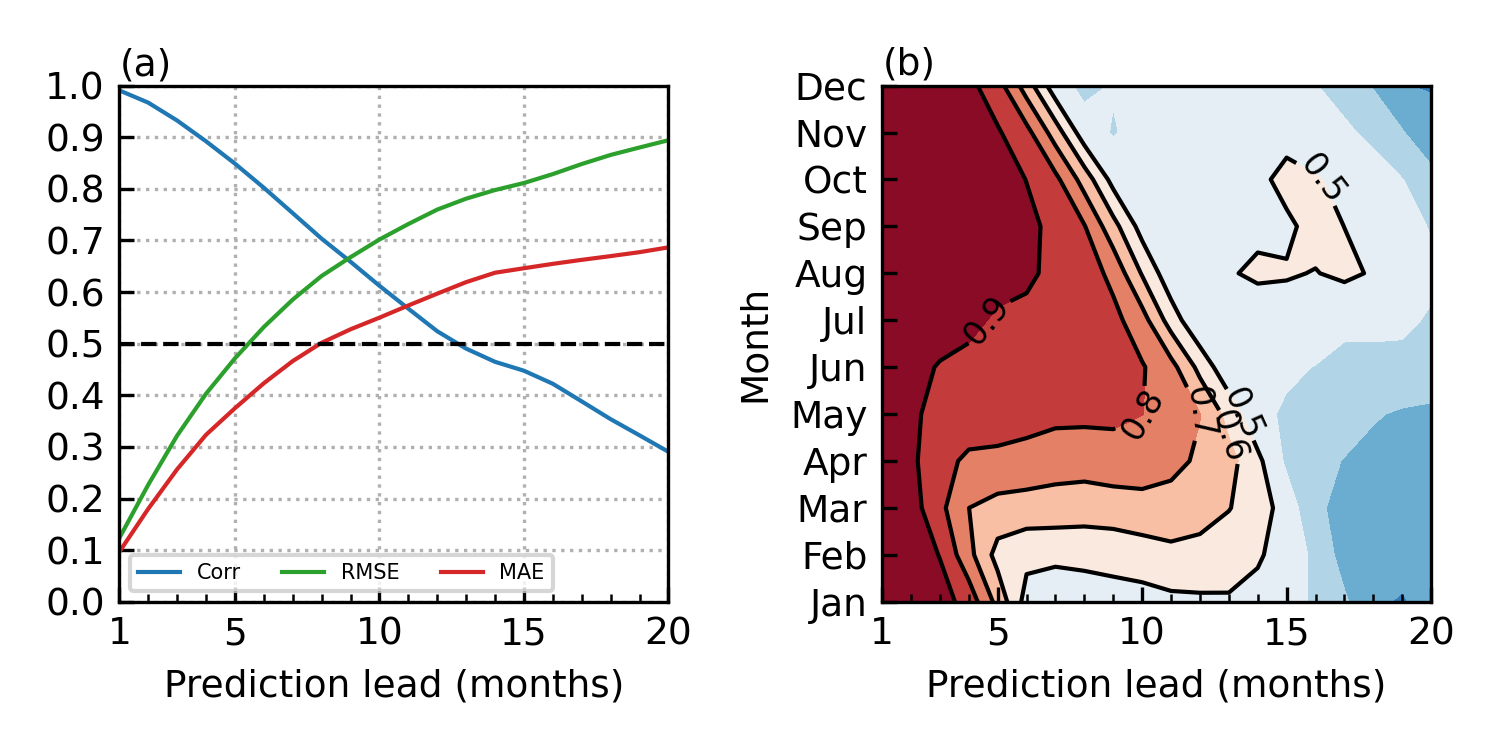 (a)
1.0
0.9
0.8
0.7
0.6
0.5
0.4
0.3
0.2
0.1
0.0
Corr RMSE MAE
1 5 10 15 20
Prediction lead (months)
(b)
Month
Dec
Nov
Oct
Sep
Aug
Jul
Jun
May
Apr
Mar
Feb
Jan
0.9
0.8
0.7
0.6
0.5
0.5
1 5 10 15 20
Prediction lead (months)